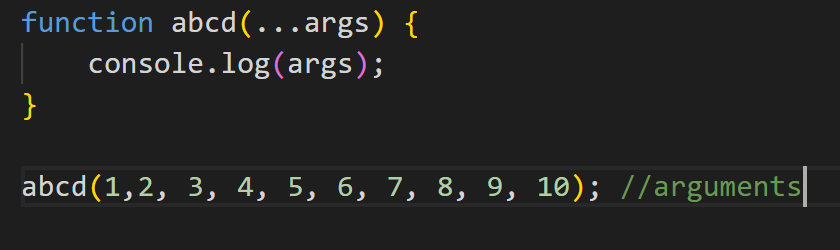 function abcd(...args) {
    console.log(args);
}
abcd(1,2, 3, 4, 5, 6, 7, 8, 9, 10); //arguments